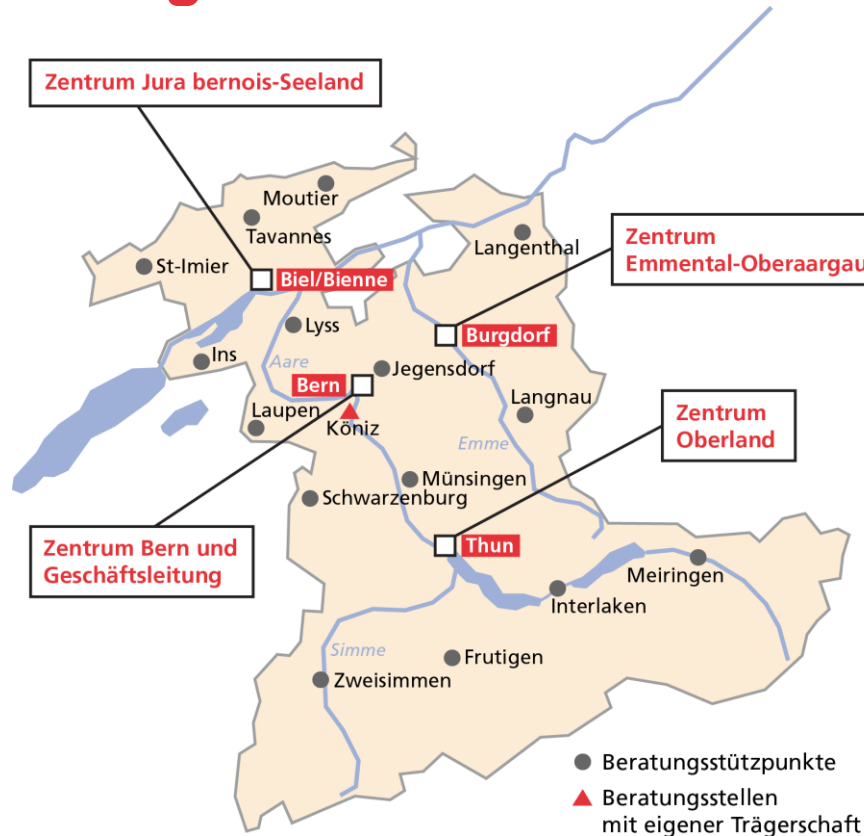 Zentrum Jura bernois-Seeland
Moutier
Tavannes
Langenthal
Zentrum
Emmental-Oberaargau
St-Imier
Biel/Bienne
Lyss
Burgdorf
Ins
Aare
Jegensdorf
Bern
Langnau
Laupen
Köniz
Zentrum
Oberland
Emme
Münsingen
Schwarzenburg
Zentrum Bern und
Geschäftsleitung
Thun
Meiringen
Interlaken
Simme
Frutigen
Zweisimmen
Beratungsstützpunkte
Beratungsstellen
mit eigener Trägerschaft